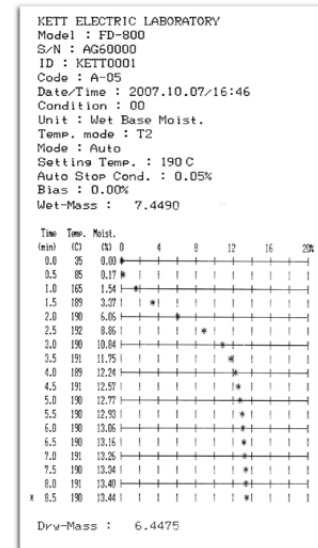 KETT ELECTRIC LABORATORY
Model : FD-800
S/N : AG60000
ID : KETT0001
Code : A-05
Date/Time : 2007.10.07/16:46
Condition : 00
Unit : Wet Base Moist.
Temp. mode : T2
Mode : Auto
Setting Temp. : 190 C
Auto Stop Cond. : 0.05%
Bias : 0.00%
Wet-Mass : 7.4490
Time Temp. Moist.
(min) (C) (%) 0 4 8 12 16 20%
0.0 35 0.00
0.5 85 0.17
1.0 165 1.54
1.5 189 3.37
2.0 190 6.06
2.5 192 8.86
3.0 190 10.84
3.5 191 11.75
4.0 189 12.24
4.5 191 12.57
5.0 190 12.77
5.5 190 12.93
6.0 190 13.06
6.5 190 13.16
7.0 191 13.26
7.5 190 13.34
8.0 191 13.40
x 8.5 190 13.44
Dry-Mass : 6.4475